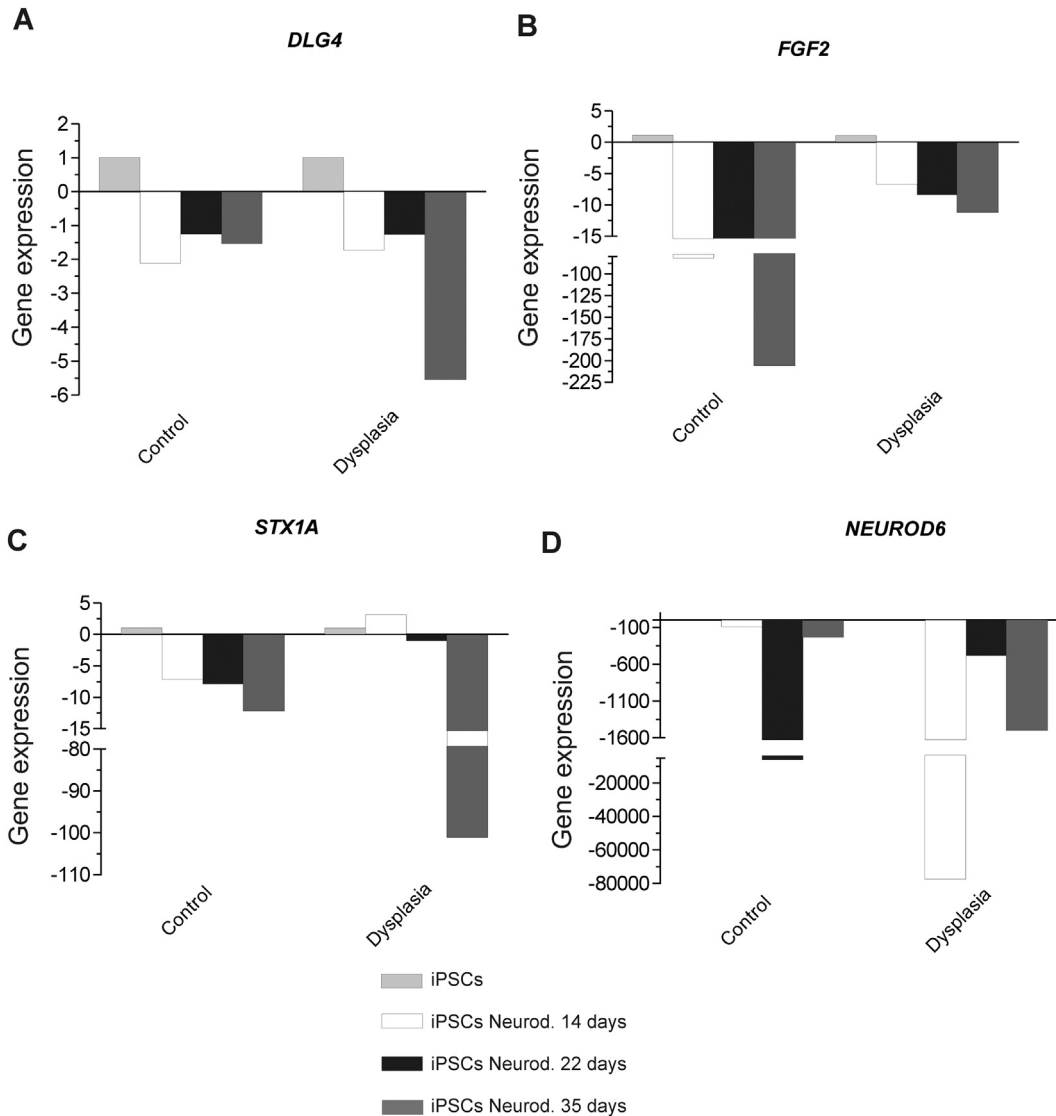 A
DLG4
Gene expression
2
1
0
-1
-2
-3
-4
-5
-6
Control
Dysplasia
B
FGF2
Gene expression
5
0
-5
-10
-15
-100
-125
-150
-175
-200
-225
Control
Dysplasia
C
STX1A
Gene expression
5
0
-5
-10
-15
-80
-90
-100
-110
Control
Dysplasia
D
NEUROD6
Gene expression
-100
-600
-1100
-1600
-20000
-40000
-60000
-80000
Control
Dysplasia
iPSCs
iPSCs Neurod. 14 days
iPSCs Neurod. 22 days
iPSCs Neurod. 35 days